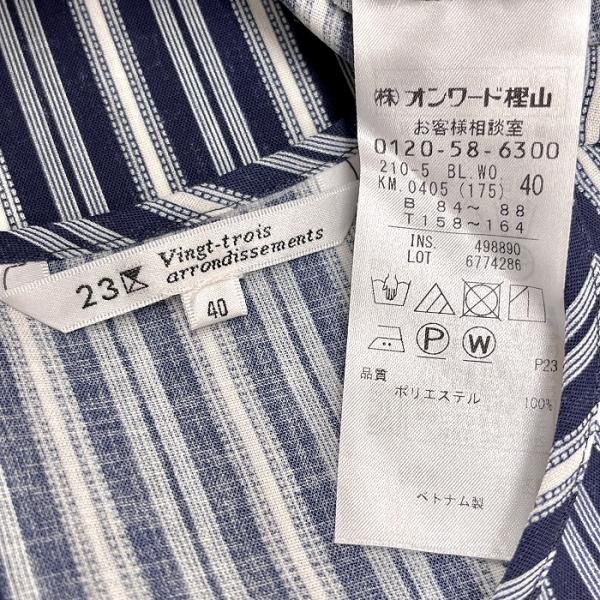 23区
Vingt-trois
arrondissements
40
(株)オンワード樫山
お客様相談室
0120-58-6300
210-5 BL.WO.
KM.0405(175) 40
B 84〜 88
T158〜164
INS. 498890
LOT 6774286
P W
P23
品質
ポリエステル 100%
ベトナム製